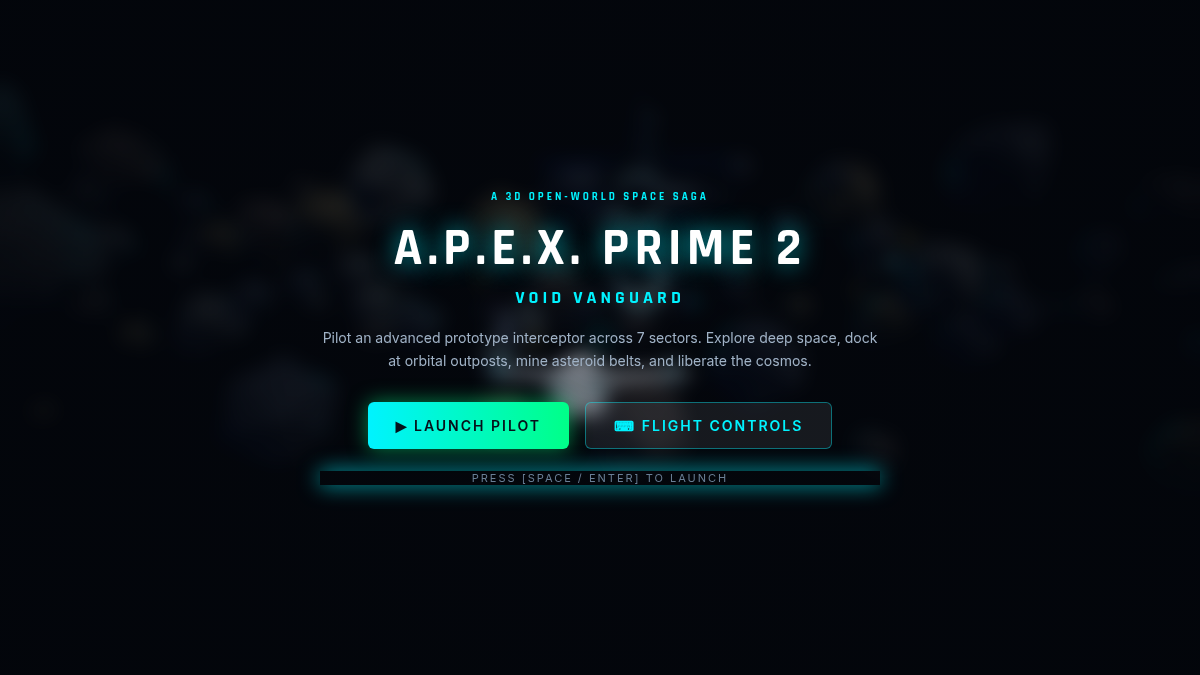 A 3D OPEN-WORLD SPACE SAGA
A.P.E.X. PRIME 2
VOID VANGUARD
Pilot an advanced prototype interceptor across 7 sectors. Explore deep space, dock
at orbital outposts, mine asteroid belts, and liberate the cosmos.
▶ LAUNCH PILOT
⌨ FLIGHT CONTROLS
PRESS [SPACE / ENTER] TO LAUNCH